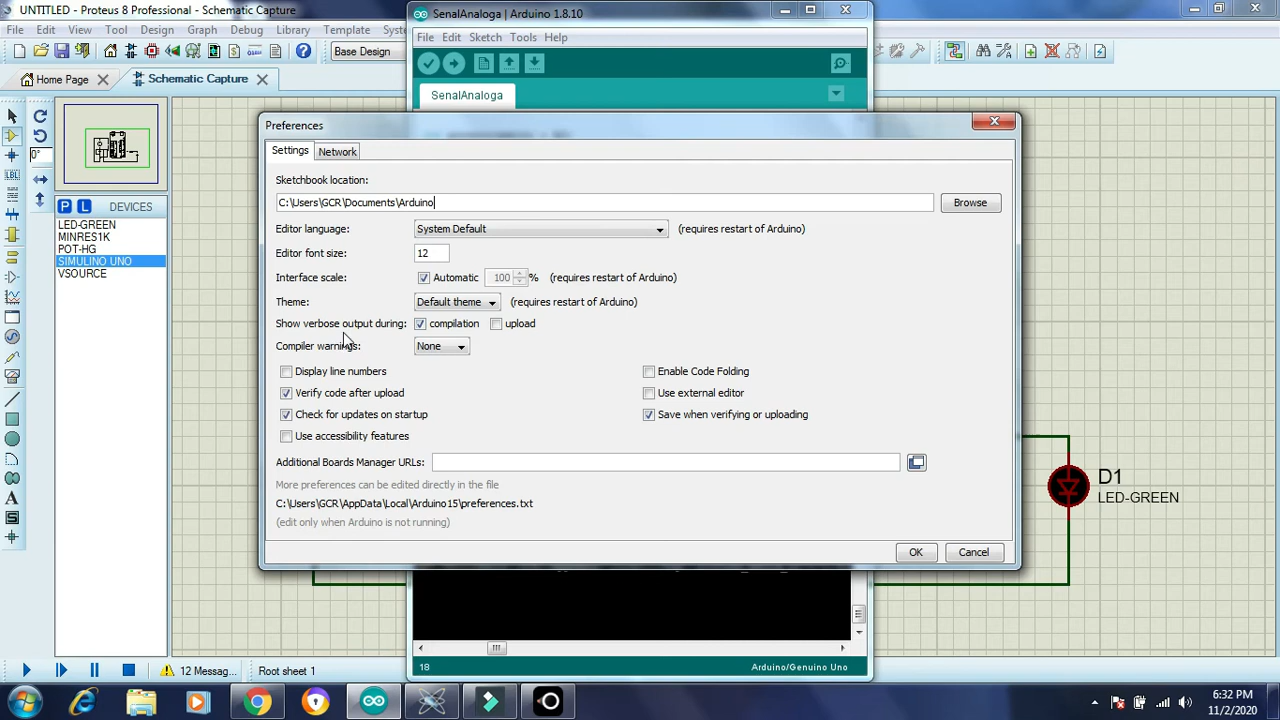 UNTITLED - Proteus 8 Professional - Schematic Capture
File Edit View Tool Design Graph Debug Library Template Syst
Base Design
Home Page
Schematic Capture
SenalAnaloga | Arduino 1.8.10
File Edit Sketch Tools Help
SenalAnaloga
0°
LBL
P L DEVICES
LED-GREEN
MINRES1K
POT-HG
SIMULINO UNO
VSOURCE
Preferences
Settings Network
Sketchbook location:
C:\Users\GCR\Documents\Arduino
Browse
Editor language: System Default (requires restart of Arduino)
Editor font size: 12
Interface scale: Automatic 100 % (requires restart of Arduino)
Theme: Default theme (requires restart of Arduino)
Show verbose output during: compilation upload
Compiler warnings: None
Display line numbers Enable Code Folding
Verify code after upload Use external editor
Check for updates on startup Save when verifying or uploading
Use accessibility features
Additional Boards Manager URLs:
More preferences can be edited directly in the file
C:\Users\GCR\AppData\Local\Arduino15\preferences.txt
(edit only when Arduino is not running)
OK Cancel
D1
LED-GREEN
18
Arduino/Genuino Uno
12 Messag...
Root sheet 1
6:32 PM
11/2/2020